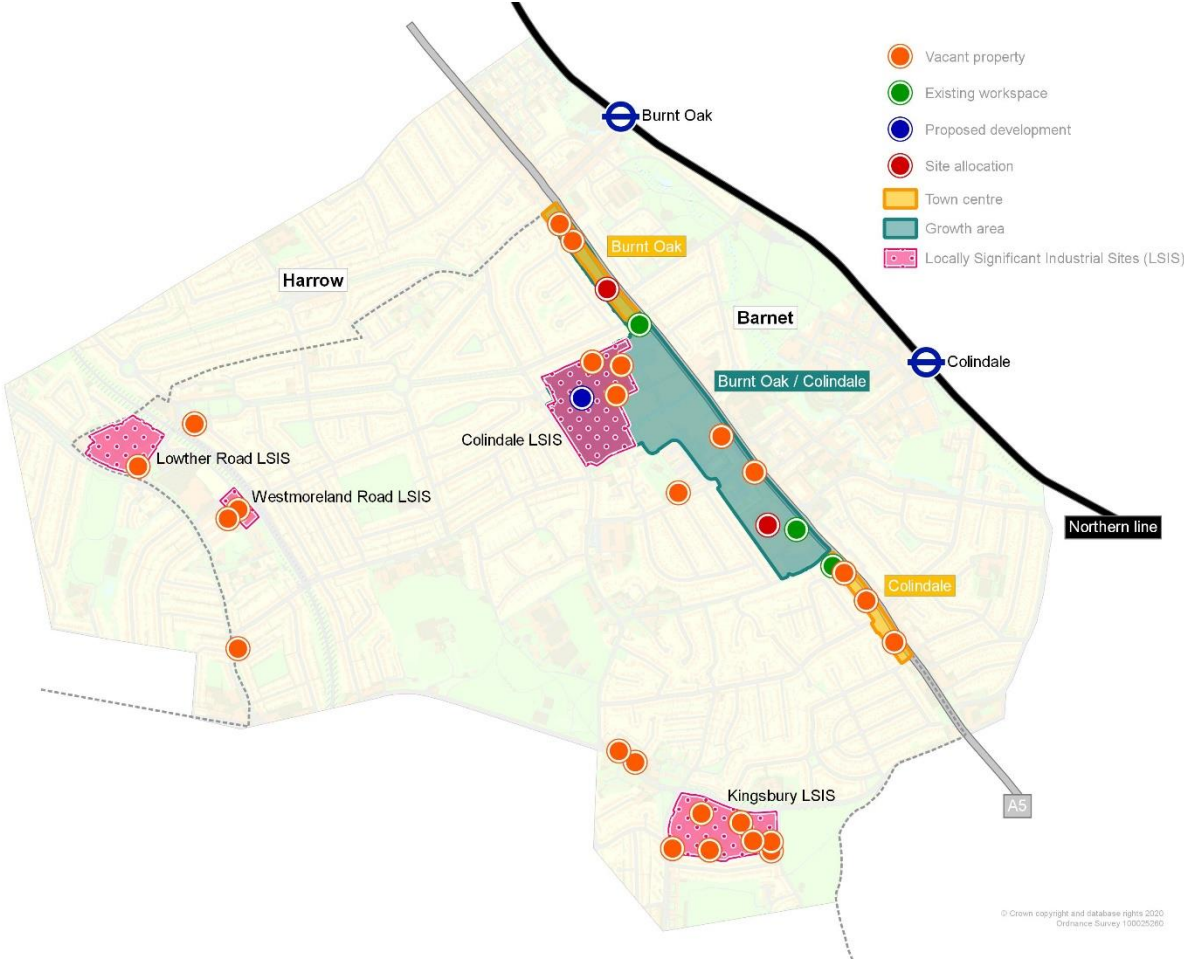 Vacant property
Existing workspace
Proposed development
Site allocation
Town centre
Growth area
Locally Significant Industrial Sites (LSIS)
Burnt Oak
Burnt Oak
Harrow
Barnet
Colindale
Burnt Oak / Colindale
Colindale LSIS
Lowther Road LSIS
Westmoreland Road LSIS
Northern line
Colindale
Kingsbury LSIS
A5
© Crown copyright and database rights 2020
Ordnance Survey 100025260